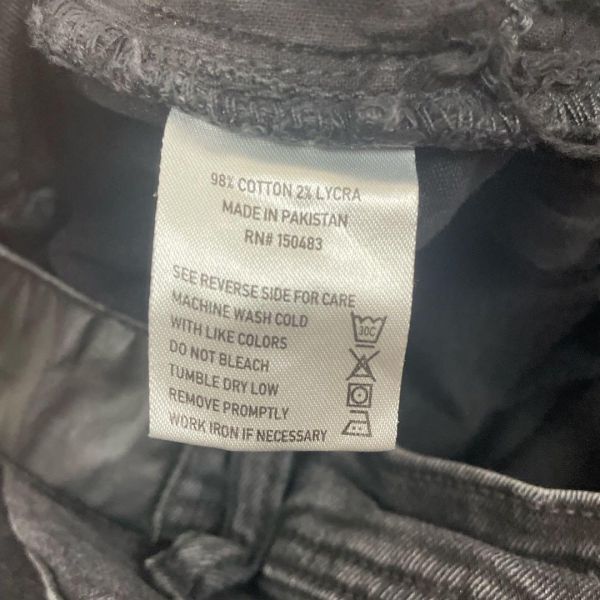 98% COTTON 2% LYCRA
MADE IN PAKISTAN
RN# 150483
SEE REVERSE SIDE FOR CARE
MACHINE WASH COLD
WITH LIKE COLORS
DO NOT BLEACH
TUMBLE DRY LOW
REMOVE PROMPTLY
WORK IRON IF NECESSARY
30C